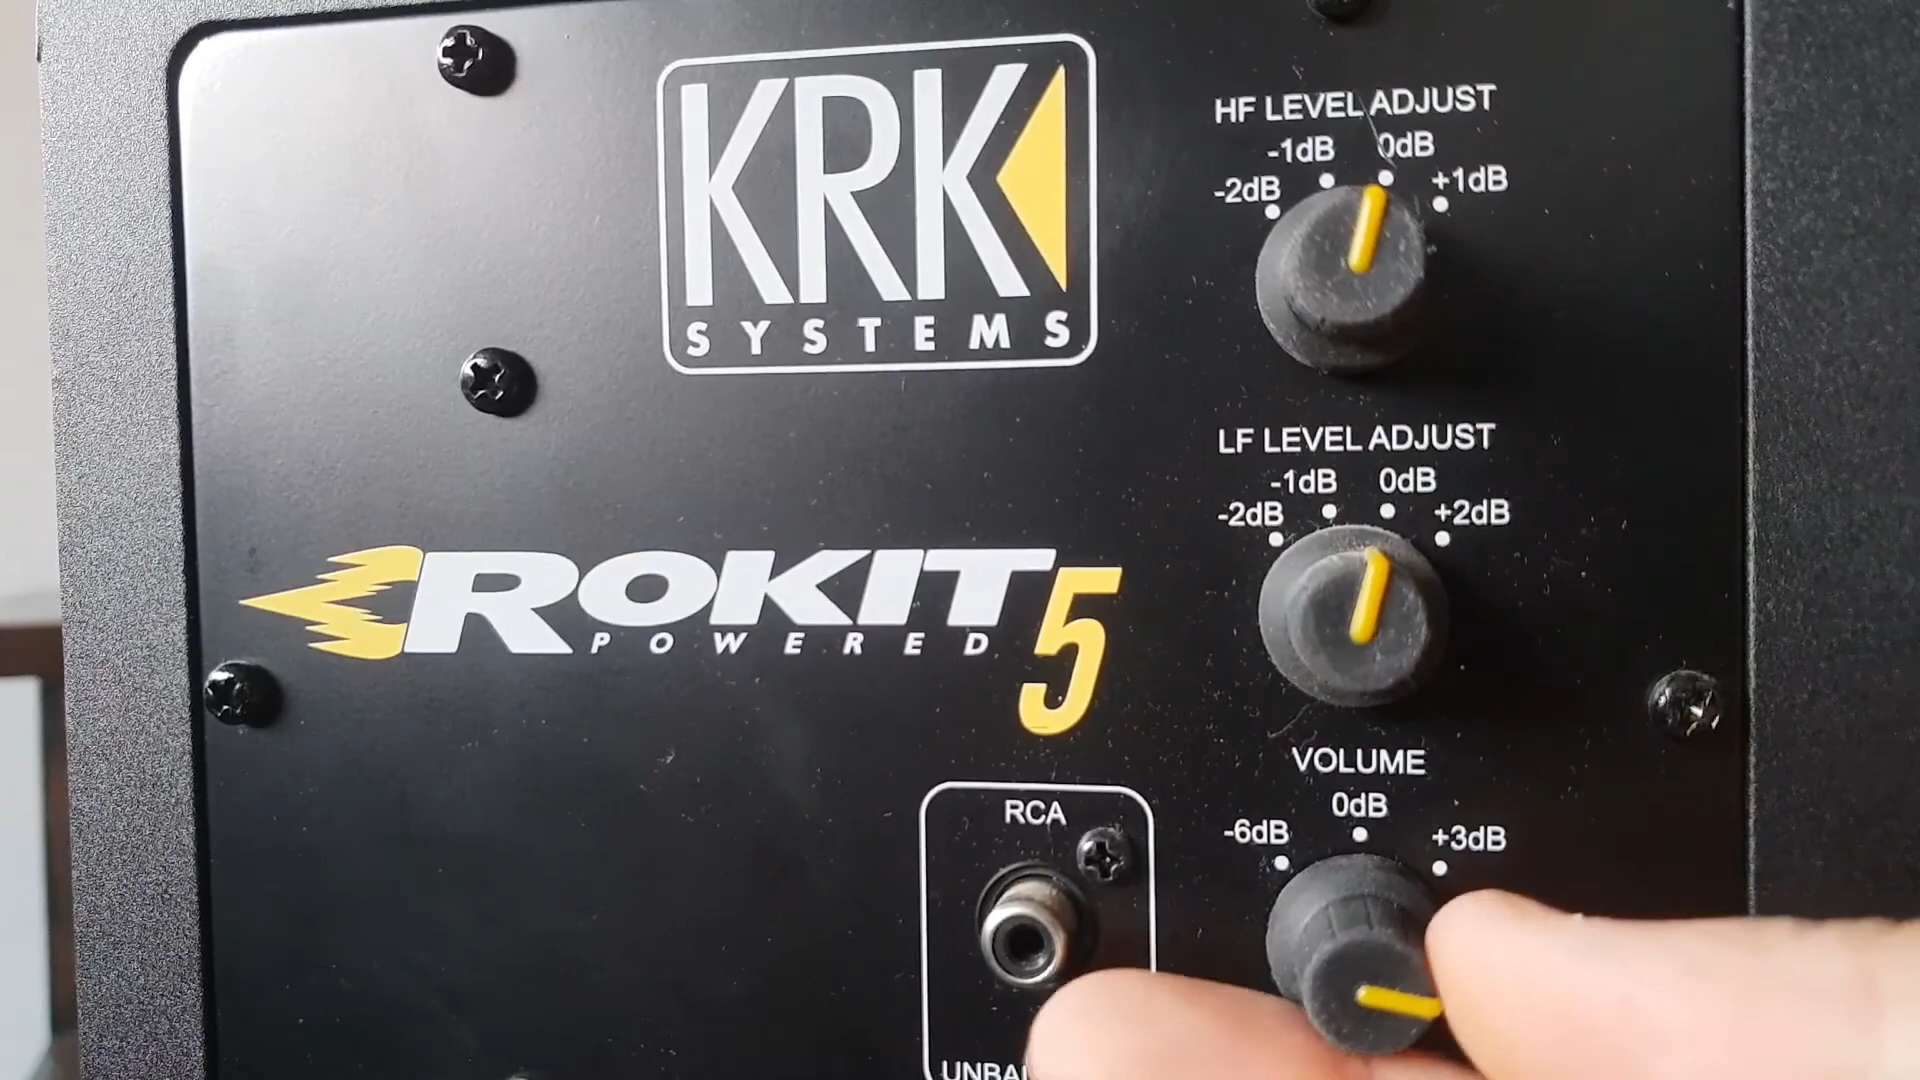 KRK
SYSTEMS
ROKIT 5
POWERED
HF LEVEL ADJUST
-1dB 0dB
-2dB +1dB
LF LEVEL ADJUST
-1dB 0dB
-2dB +2dB
VOLUME
0dB
-6dB +3dB
RCA